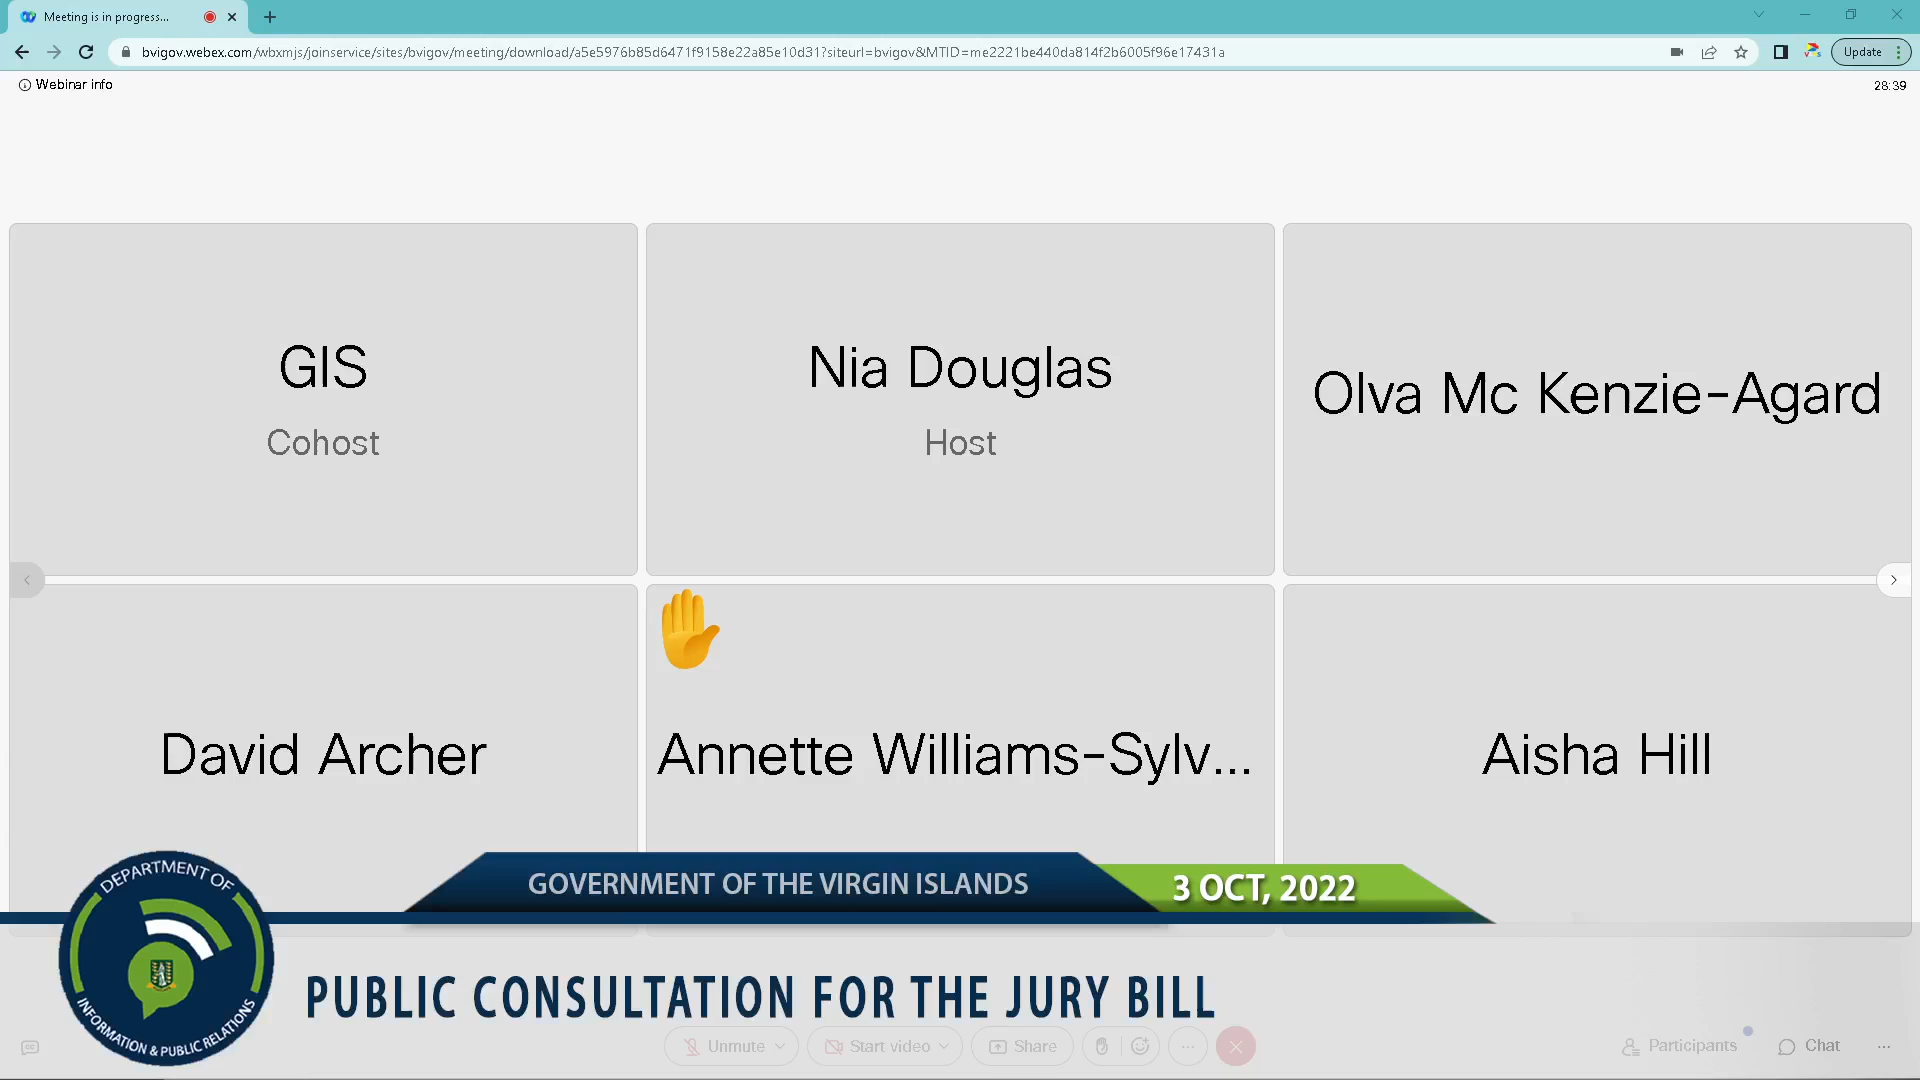 Meeting is in progress...
bvigov.webex.com/wbxmjs/joinservice/sites/bvigov/meeting/download/a5e5976b85d6471f9158e22a85e10d31?siteurl=bvigov&MTID=me2221be440da814f2b6005f96e17431a
Update
Webinar info
28:39
GIS
Cohost
Nia Douglas
Host
Olva Mc Kenzie-Agard
David Archer
Annette Williams-Sylv...
Aisha Hill
GOVERNMENT OF THE VIRGIN ISLANDS
3 OCT, 2022
DEPARTMENT OF
INFORMATION & PUBLIC RELATIONS
PUBLIC CONSULTATION FOR THE JURY BILL
Unmute
Start video
Share
Participants
Chat